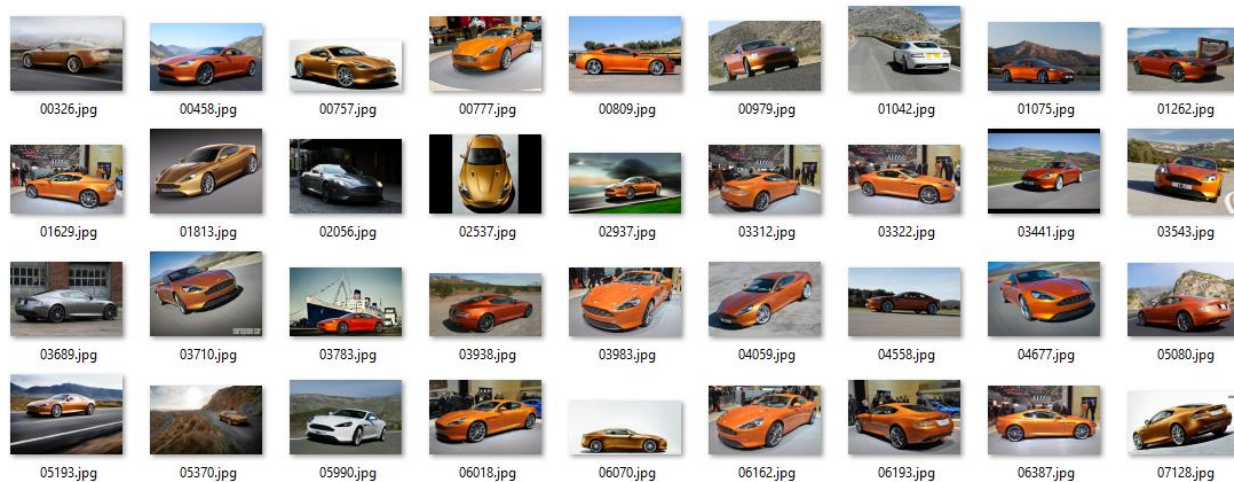 00326.jpg 00458.jpg 00757.jpg 00777.jpg 00809.jpg 00979.jpg 01042.jpg 01075.jpg 01262.jpg
01629.jpg 01813.jpg 02056.jpg 02537.jpg 02937.jpg 03312.jpg 03322.jpg 03441.jpg 03543.jpg
03689.jpg 03710.jpg 03783.jpg 03938.jpg 03983.jpg 04059.jpg 04558.jpg 04677.jpg 05080.jpg
05193.jpg 05370.jpg 05990.jpg 06018.jpg 06070.jpg 06162.jpg 06193.jpg 06387.jpg 07128.jpg